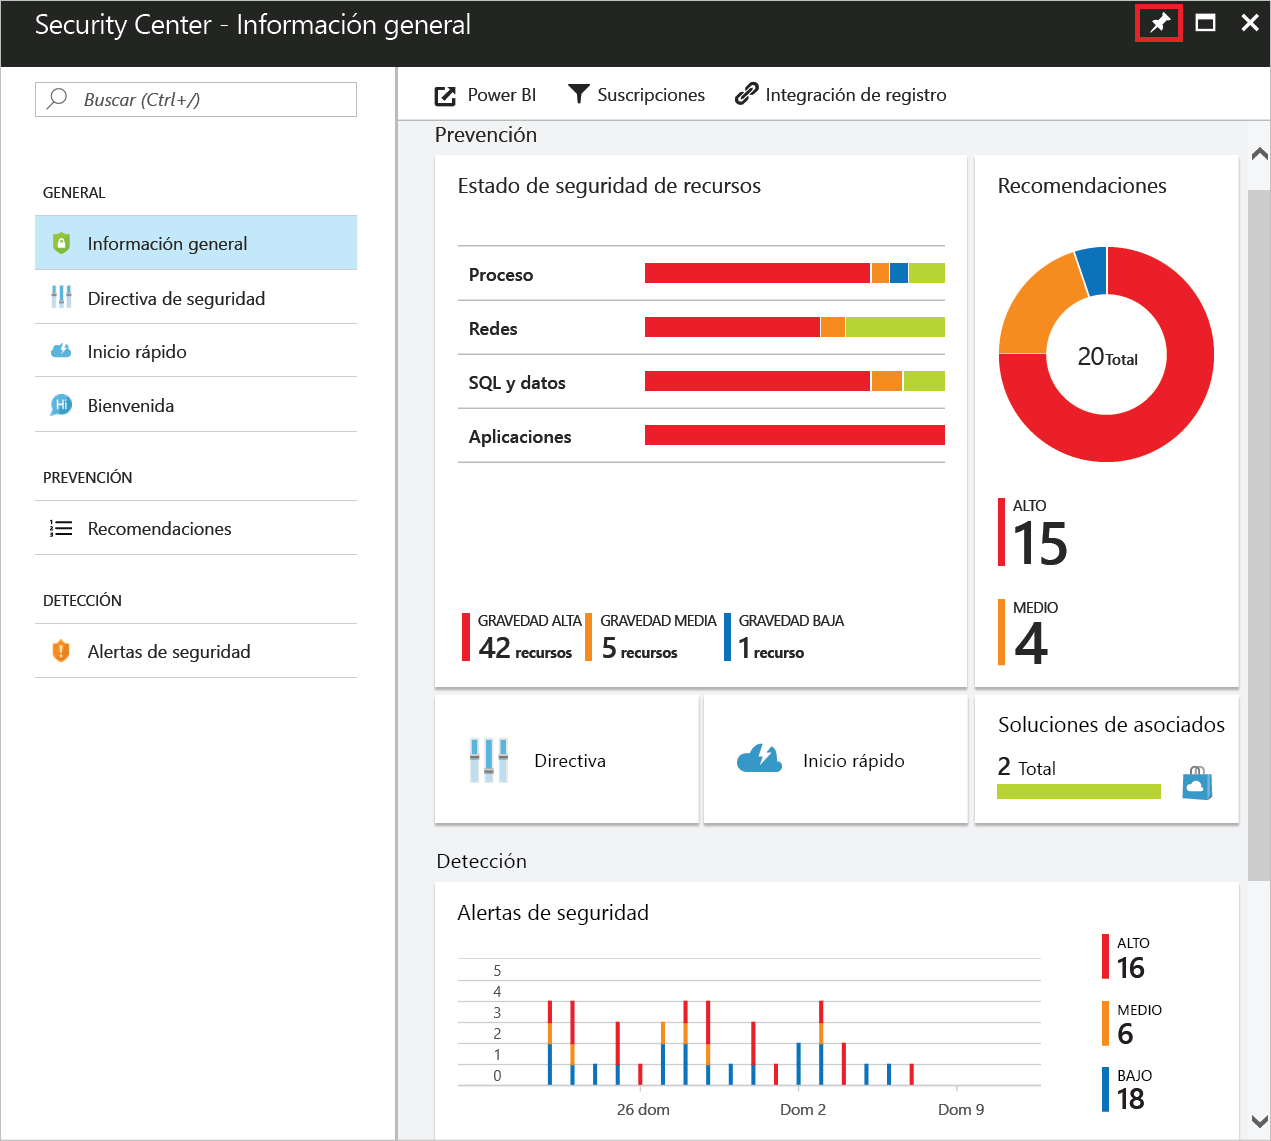 Security Center - Información general
Buscar (Ctrl+/)
GENERAL
Información general
Directiva de seguridad
Inicio rápido
Hi
Bienvenida
PREVENCIÓN
Recomendaciones
DETECCIÓN
Alertas de seguridad
Power BI
Suscripciones
Integración de registro
Prevención
Estado de seguridad de recursos
Proceso
Redes
SQL y datos
Aplicaciones
GRAVEDAD ALTA
42 recursos
GRAVEDAD MEDIA
5 recursos
GRAVEDAD BAJA
1 recurso
Recomendaciones
20 Total
ALTO
15
MEDIO
4
Directiva
Inicio rápido
Soluciones de asociados
2 Total
Detección
Alertas de seguridad
5
4
3
2
1
0
26 dom
Dom 2
Dom 9
ALTO
16
MEDIO
6
BAJO
18